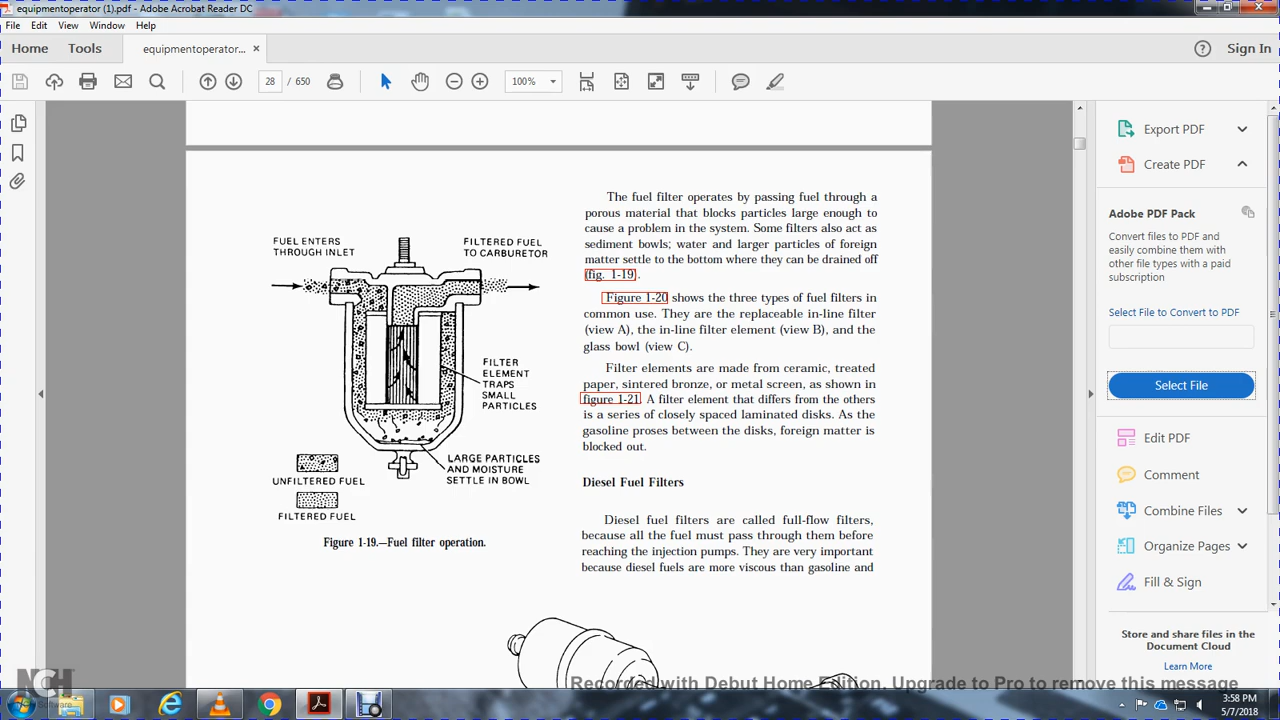 equipmentoperator (1).pdf - Adobe Acrobat Reader DC
File Edit View Window Help
Home Tools equipmentoperator... × Sign In
28 / 650 100%
The fuel filter operates by passing fuel through a
porous material that blocks particles large enough to
cause a problem in the system. Some filters also act as
sediment bowls; water and larger particles of foreign
matter settle to the bottom where they can be drained off
(fig. 1-19).
Figure 1-20 shows the three types of fuel filters in
common use. They are the replaceable in-line filter
(view A), the in-line filter element (view B), and the
glass bowl (view C).
Filter elements are made from ceramic, treated
paper, sintered bronze, or metal screen, as shown in
figure 1-21. A filter element that differs from the others
is a series of closely spaced laminated disks. As the
gasoline proses between the disks, foreign matter is
blocked out.
Diesel Fuel Filters
Diesel fuel filters are called full-flow filters,
because all the fuel must pass through them before
reaching the injection pumps. They are very important
because diesel fuels are more viscous than gasoline and
FUEL ENTERS
THROUGH INLET
FILTERED FUEL
TO CARBURETOR
FILTER
ELEMENT
TRAPS
SMALL
PARTICLES
LARGE PARTICLES
AND MOISTURE
SETTLE IN BOWL
UNFILTERED FUEL
FILTERED FUEL
Figure 1-19.—Fuel filter operation.
Export PDF
Create PDF
Adobe PDF Pack
Convert files to PDF and
easily combine them with
other file types with a paid
subscription
Select File to Convert to PDF
Select File
Edit PDF
Comment
Combine Files
Organize Pages
Fill & Sign
Store and share files in the
Document Cloud
Learn More
NCH
Software
Recorded with Debut Home Edition. Upgrade to Pro to remove this message
3:58 PM
5/7/2018